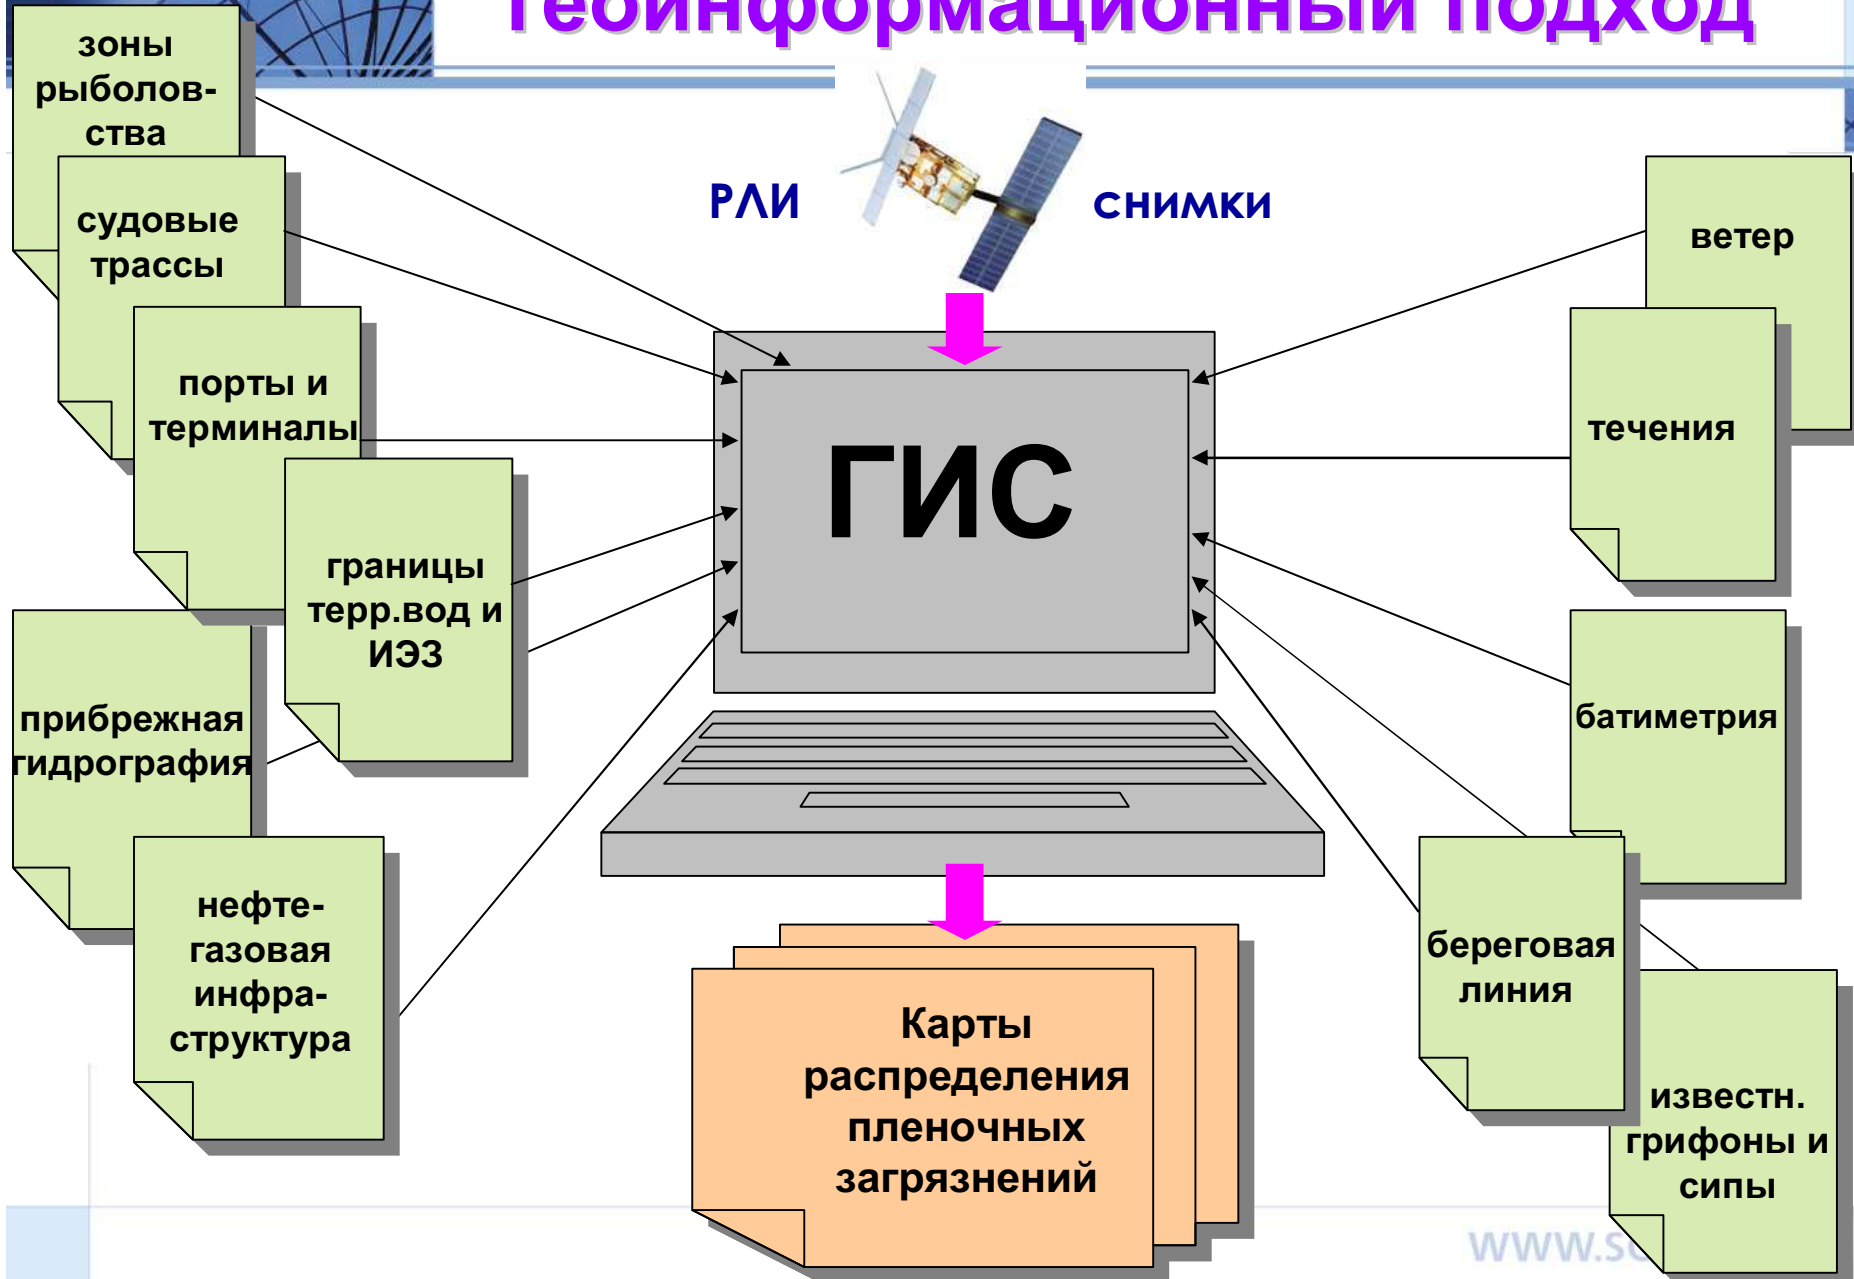 Геоинформационный подход
зоны
рыболов-
ства
судовые
трассы
порты и
терминалы
границы
терр.вод и
ИЭЗ
прибрежная
гидрография
нефте-
газовая
инфра-
структура
РЛИ
снимки
ГИС
Карты
распределения
пленочных
загрязнений
ветер
течения
батиметрия
береговая
линия
известн.
грифоны и
сипы